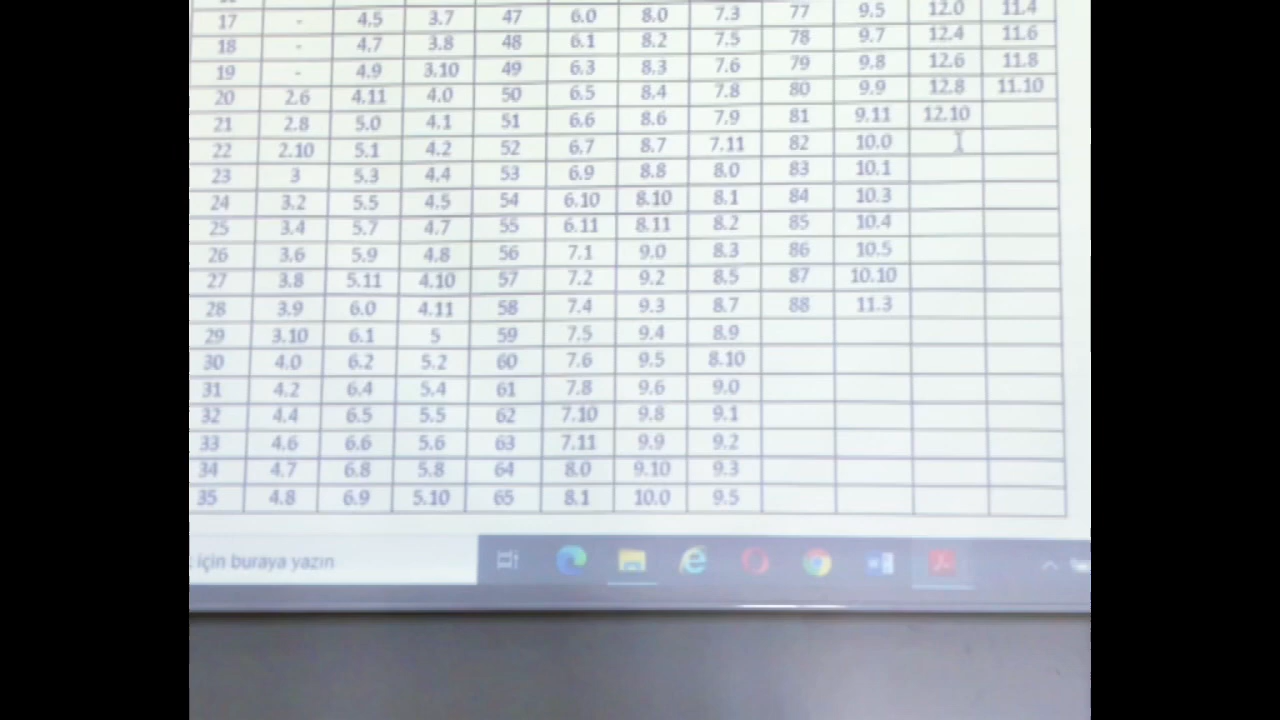 17 - 4.5 3.7 47 6.0 8.0 7.3 77 9.5 12.0 11.4
18 - 4.7 3.8 48 6.1 8.2 7.5 78 9.7 12.4 11.6
19 - 4.9 3.10 49 6.3 8.3 7.6 79 9.8 12.6 11.8
20 2.6 4.11 4.0 50 6.5 8.4 7.8 80 9.9 12.8 11.10
21 2.8 5.0 4.1 51 6.6 8.6 7.9 81 9.11 12.10
22 2.10 5.1 4.2 52 6.7 8.7 7.11 82 10.0
23 3 5.3 4.4 53 6.9 8.8 8.0 83 10.1
24 3.2 5.5 4.5 54 6.10 8.10 8.1 84 10.3
25 3.4 5.7 4.7 55 6.11 8.11 8.2 85 10.4
26 3.6 5.9 4.8 56 7.1 9.0 8.3 86 10.5
27 3.8 5.11 4.10 57 7.2 9.2 8.5 87 10.10
28 3.9 6.0 4.11 58 7.4 9.3 8.7 88 11.3
29 3.10 6.1 5 59 7.5 9.4 8.9
30 4.0 6.2 5.2 60 7.6 9.5 8.10
31 4.2 6.4 5.4 61 7.8 9.6 9.0
32 4.4 6.5 5.5 62 7.10 9.8 9.1
33 4.6 6.6 5.6 63 7.11 9.9 9.2
34 4.7 6.8 5.8 64 8.0 9.10 9.3
35 4.8 6.9 5.10 65 8.1 10.0 9.5
için buraya yazın